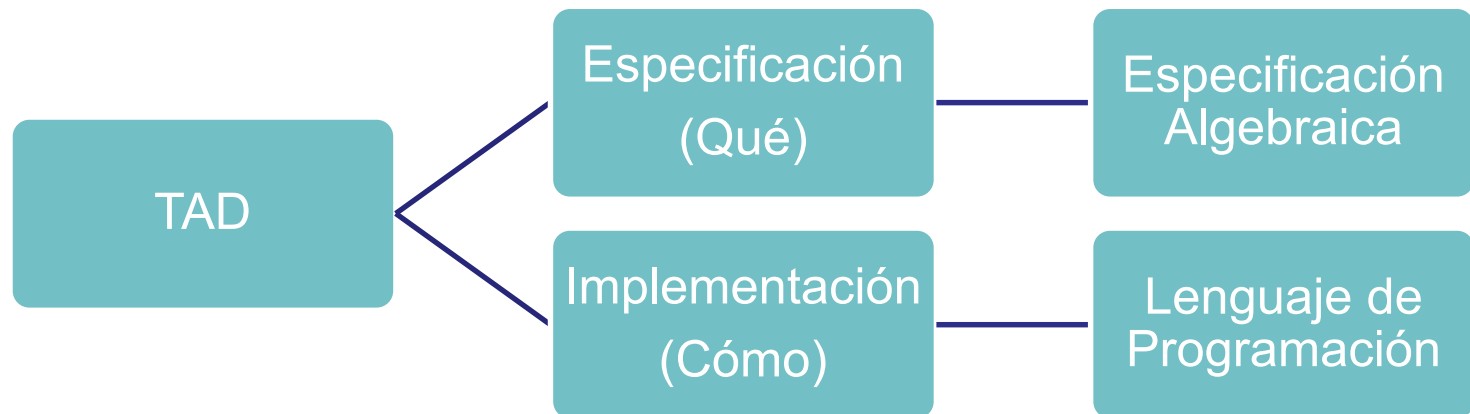 TAD
Especificación
(Qué)
Especificación
Algebraica
Implementación
(Cómo)
Lenguaje de
Programación